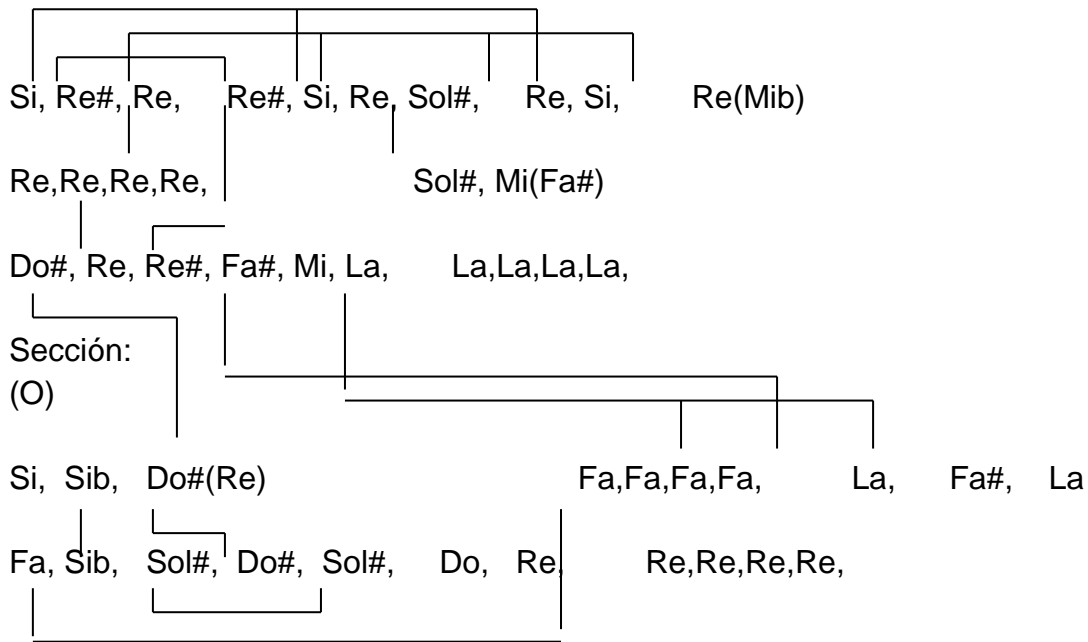 Si, Re#, Re, Re#, Si, Re, Sol#, Re, Si, Re(Mib)
Re,Re,Re,Re, Sol#, Mi(Fa#)
Do#, Re, Re#, Fa#, Mi, La, La,La,La,La,
Sección:
(O)
Si, Sib, Do#(Re) Fa,Fa,Fa,Fa, La, Fa#, La
Fa, Sib, Sol#, Do#, Sol#, Do, Re, Re,Re,Re,Re,